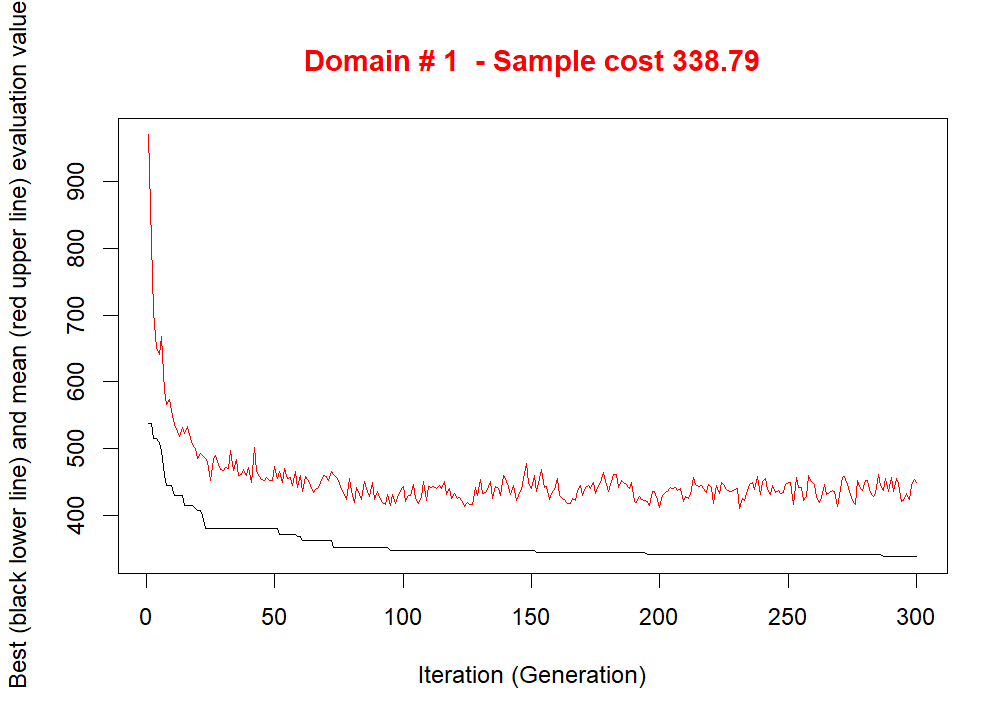 Domain # 1  - Sample cost 338.79
Best (black lower line) and mean (red upper line) evaluation value
900
800
700
600
500
400
0 50 100 150 200 250 300
Iteration (Generation)